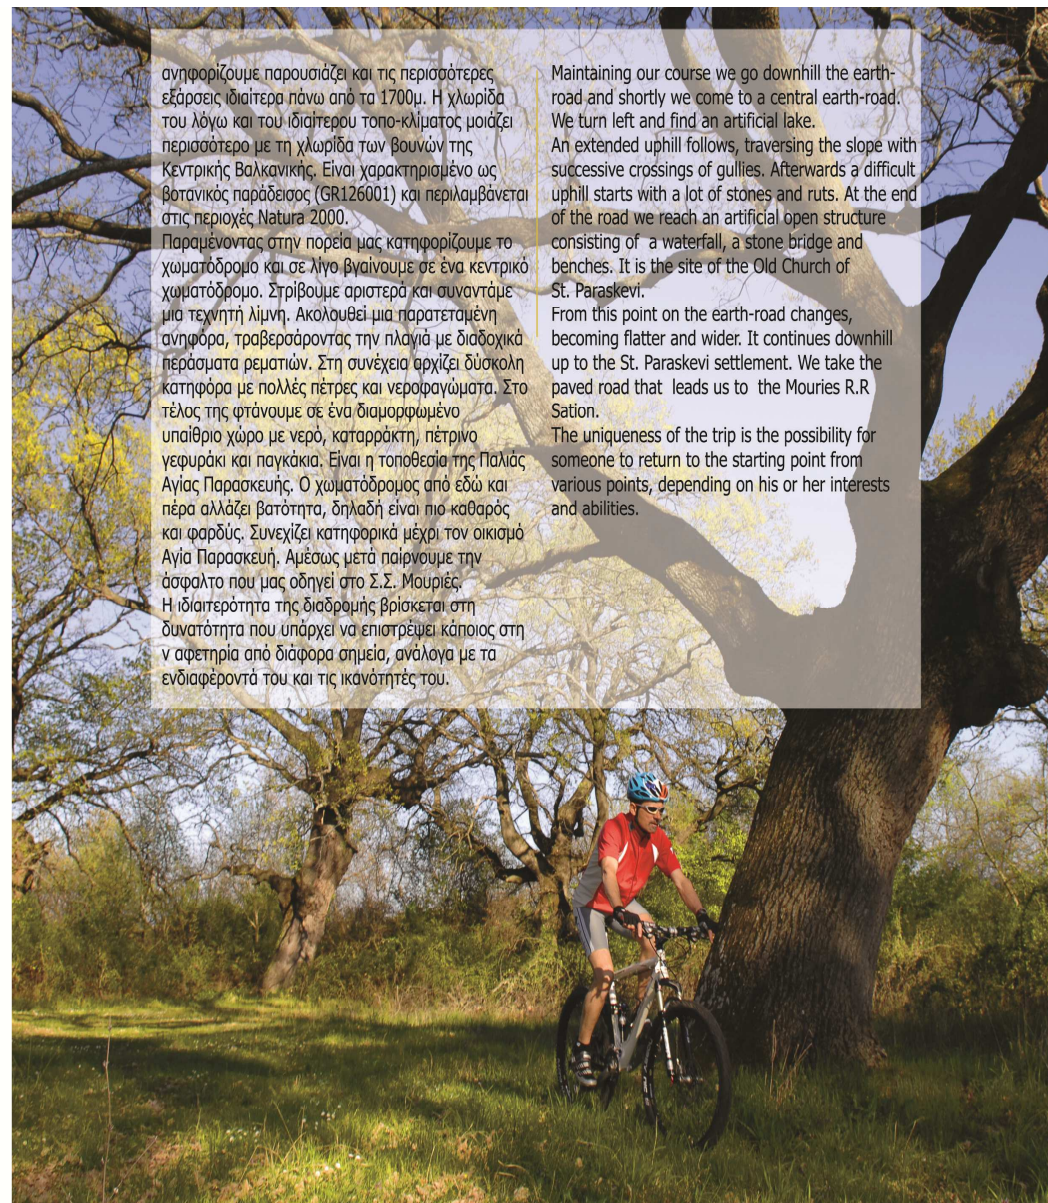 ανηφορίζουμε παρουσιάζει και τις περισσότερες
εξάρσεις ιδιαίτερα πάνω από τα 1700μ. Η χλωρίδα
του λόγω και του ιδιαίτερου τοπο-κλίματος μοιάζει
περισσότερο με τη χλωρίδα των βουνών της
Κεντρικής Βαλκανικής. Είναι χαρακτηρισμένο ως
βοτανικός παράδεισος (GR126001) και περιλαμβάνεται
στις περιοχές Natura 2000.
Παραμένοντας στην πορεία μας κατηφορίζουμε το
χωματόδρομο και σε λίγο βγαίνουμε σε ένα κεντρικό
χωματόδρομο. Στρίβουμε αριστερά και συναντάμε
μια τεχνητή λίμνη. Ακολουθεί μια παρατεταμένη
ανηφόρα, τραβερσάροντας την πλαγιά με διαδοχικά
περάσματα ρεματιών. Στη συνέχεια αρχίζει δύσκολη
κατηφόρα με πολλές πέτρες και νεροφαγώματα. Στο
τέλος της φτάνουμε σε ένα διαμορφωμένο
υπαίθριο χώρο με νερό, καταρράκτη, πέτρινο
γεφυράκι και παγκάκια. Είναι η τοποθεσία της Παλιάς
Αγίας Παρασκευής. Ο χωματόδρομος από εδώ και
πέρα αλλάζει βατότητα, δηλαδή είναι πιο καθαρός
και φαρδύς. Συνεχίζει κατηφορικά μέχρι τον οικισμό
Αγία Παρασκευή. Αμέσως μετά παίρνουμε την
άσφαλτο που μας οδηγεί στο Σ.Σ. Μουριές.
Η ιδιαιτερότητα της διαδρομής βρίσκεται στη
δυνατότητα που υπάρχει να επιστρέψει κάποιος στη
ν αφετηρία από διάφορα σημεία, ανάλογα με τα
ενδιαφέροντά του και τις ικανότητές του.
Maintaining our course we go downhill the earth-
road and shortly we come to a central earth-road.
We turn left and find an artificial lake.
An extended uphill follows, traversing the slope with
successive crossings of gullies. Afterwards a difficult
uphill starts with a lot of stones and ruts. At the end
of the road we reach an artificial open structure
consisting of  a waterfall, a stone bridge and
benches. It is the site of the Old Church of
St. Paraskevi.
From this point on the earth-road changes,
becoming flatter and wider. It continues downhill
up to the St. Paraskevi settlement. We take the
paved road that  leads us to  the Mouries R.R
Sation.
The uniqueness of the trip is the possibility for
someone to return to the starting point from
various points, depending on his or her interests
and abilities.